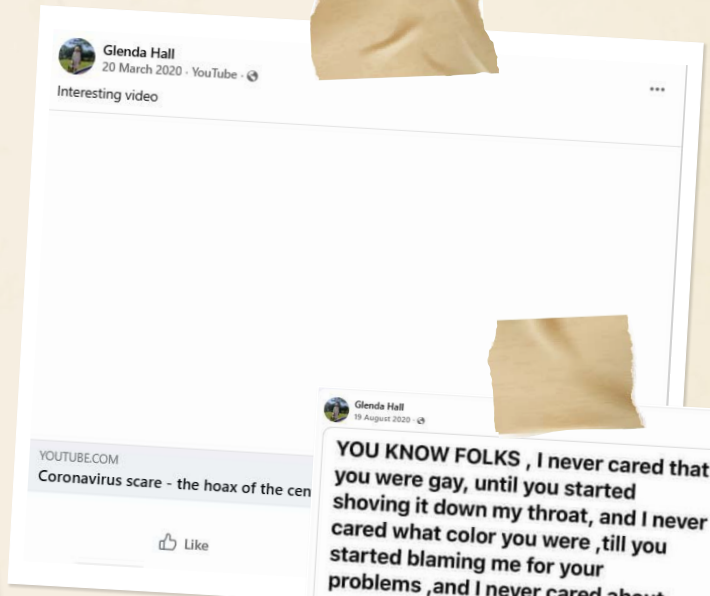 Glenda Hall
20 March 2020 · YouTube ·
Interesting video
YOUTUBE.COM
Coronavirus scare - the hoax of the cen
Like
Glenda Hall
19 August 2020 ·
YOU KNOW FOLKS , I never cared that
you were gay, until you started
shoving it down my throat, and I never
cared what color you were ,till you
started blaming me for your
problems ,and I never cared about